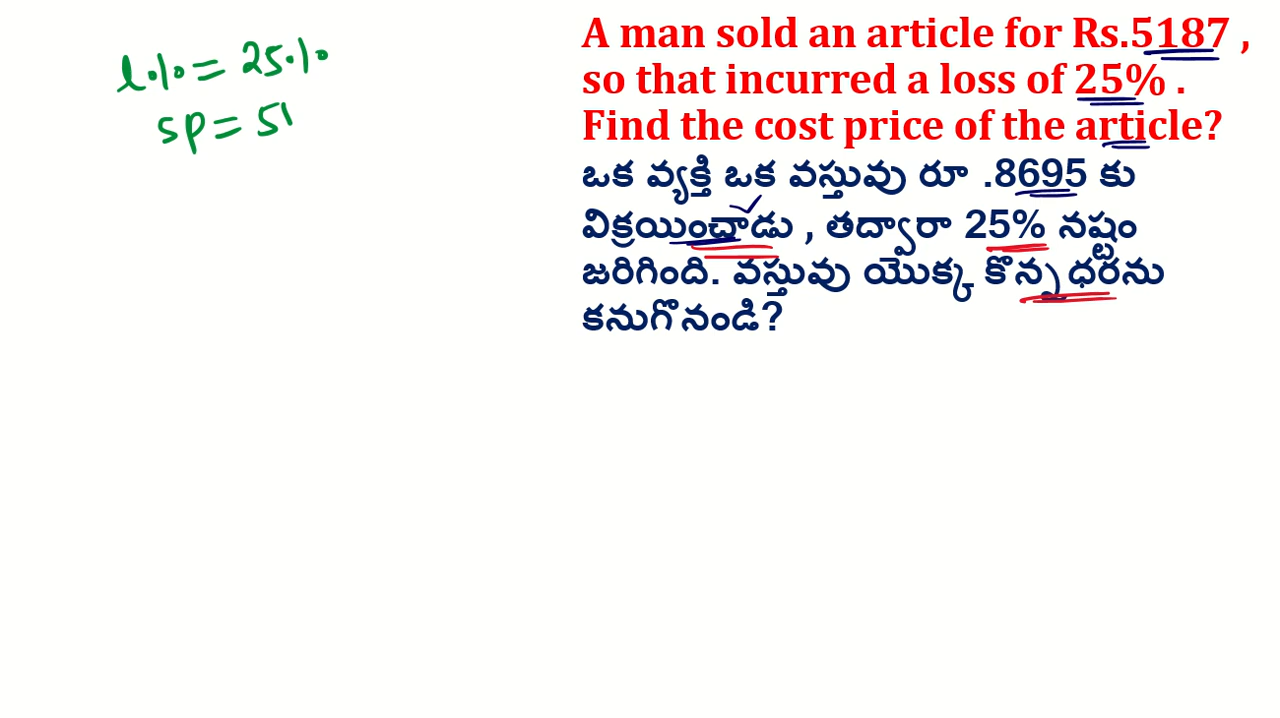 l.% = 25.%
SP = 51
A man sold an article for Rs.5187 ,
so that incurred a loss of 25% .
Find the cost price of the article?
ఒక వ్యక్తి ఒక వస్తువు రూ .8695 కు
విక్రయించాడు , తద్వారా 25% నష్టం
జరిగింది. వస్తువు యొక్క కొన్న ధరను
కనుగొనండి?